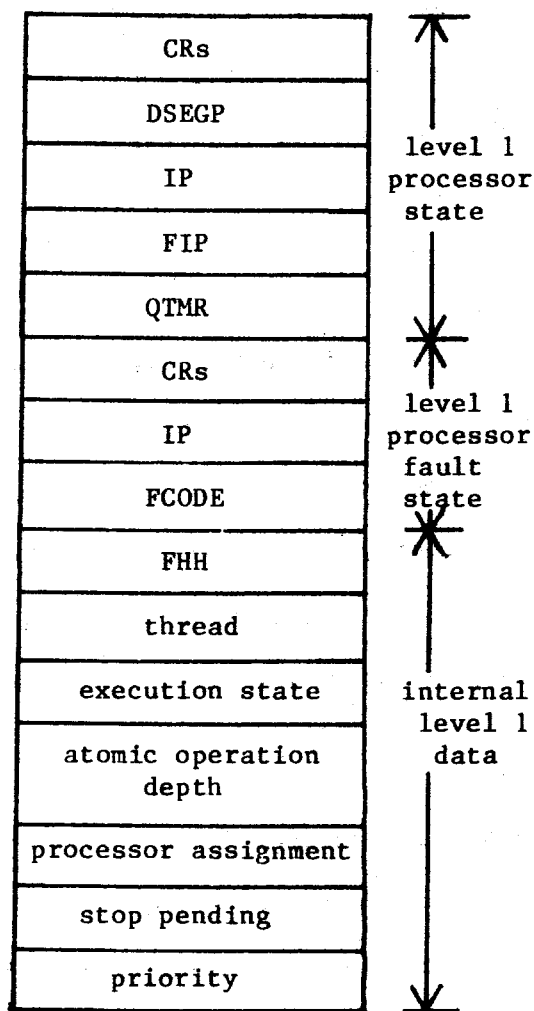 CRs
DSEGP
IP
FIP
QTMR
level 1
processor
state
CRs
IP
FCODE
level 1
processor
fault
state
FHH
thread
execution state
atomic operation
depth
processor assignment
stop pending
priority
internal
level 1
data